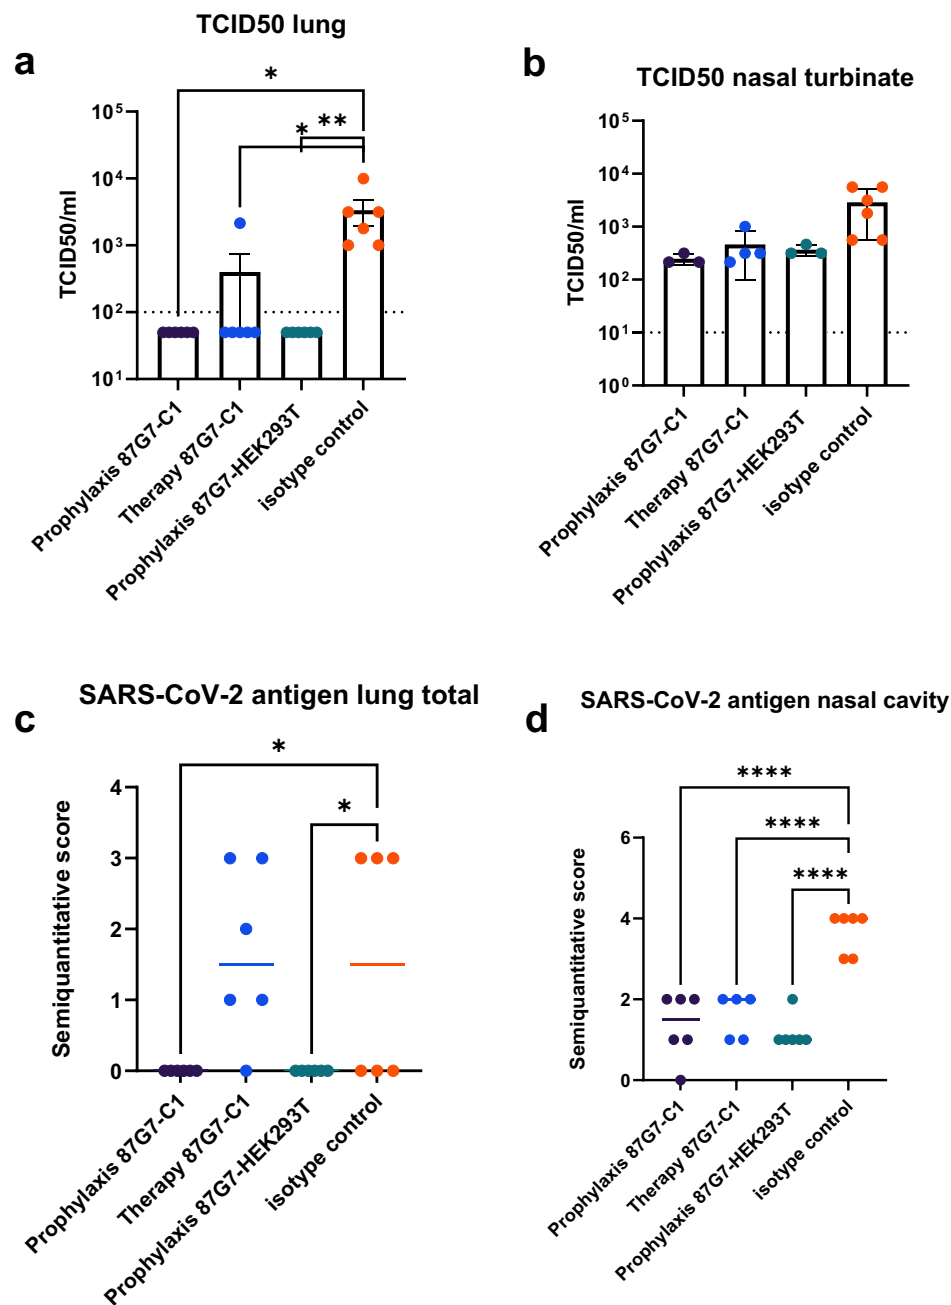 TCID50 lung
a
*
* **
TCID50/ml
10⁵
10⁴
10³
10²
10¹
Prophylaxis 87G7-C1
Therapy 87G7-C1
Prophylaxis 87G7-HEK293T
isotype control
b
TCID50 nasal turbinate
TCID50/ml
10⁵
10⁴
10³
10²
10¹
10⁰
Prophylaxis 87G7-C1
Therapy 87G7-C1
Prophylaxis 87G7-HEK293T
isotype control
SARS-CoV-2 antigen lung total
c
*
*
Semiquantitative score
4
3
2
1
0
Prophylaxis 87G7-C1
Therapy 87G7-C1
Prophylaxis 87G7-HEK293T
isotype control
SARS-CoV-2 antigen nasal cavity
d
****
****
****
Semiquantitative score
6
4
2
0
Prophylaxis 87G7-C1
Therapy 87G7-C1
Prophylaxis 87G7-HEK293T
isotype control